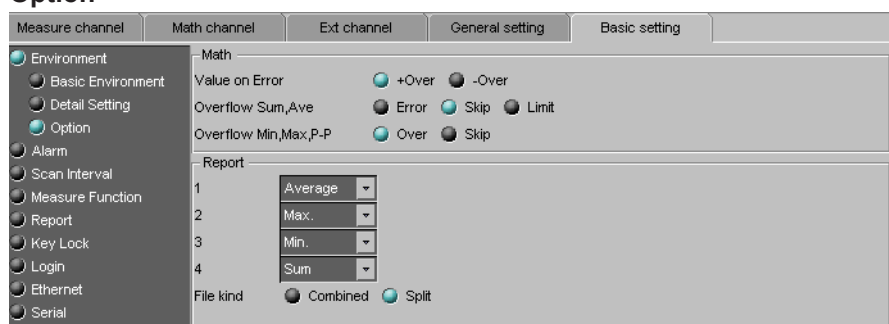 Option
Measure channel Math channel Ext channel General setting Basic setting
Environment
Basic Environment
Detail Setting
Option
Alarm
Scan Interval
Measure Function
Report
Key Lock
Login
Ethernet
Serial
Math
Value on Error +Over -Over
Overflow Sum,Ave Error Skip Limit
Overflow Min,Max,P-P Over Skip
Report
1 Average
2 Max.
3 Min.
4 Sum
File kind Combined Split